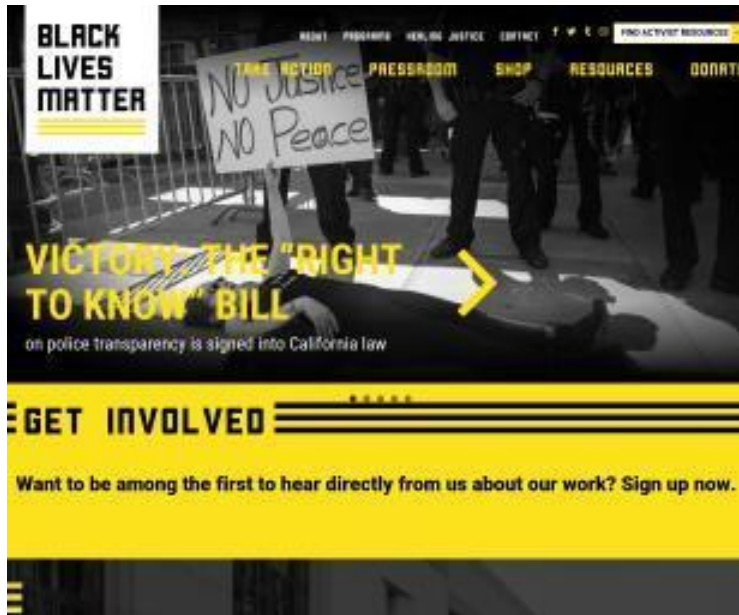 BLACK
LIVES
MATTER
ABOUT PROGRAMS HEALING JUSTICE CONTACT FIND ACTIVIST RESOURCES
TAKE ACTION PRESSROOM SHOP RESOURCES DONATE
NO JUSTICE
NO Peace
VICTORY: THE "RIGHT
TO KNOW" BILL
on police transparency is signed into California law
GET INVOLVED
Want to be among the first to hear directly from us about our work? Sign up now.